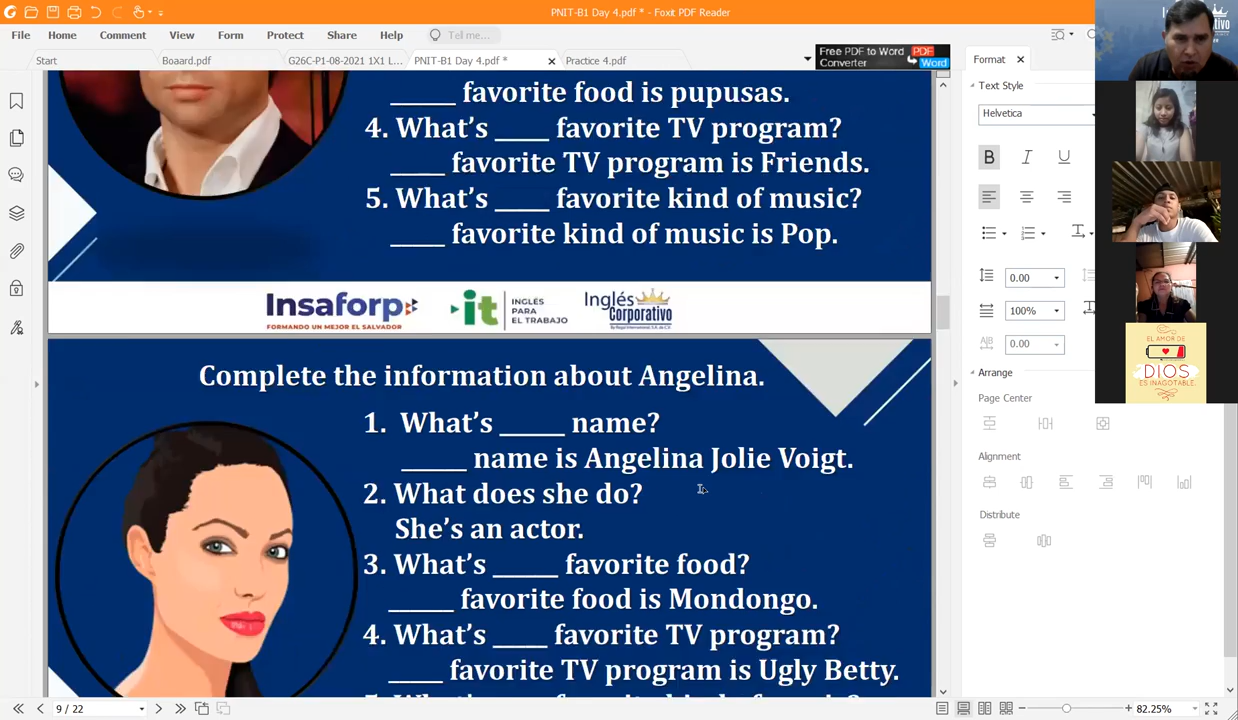 PNIT-B1 Day 4.pdf * - Foxit PDF Reader
File Home Comment View Form Protect Share Help Tell me...
Start Boaard.pdf G26C-P1-08-2021 1X1 L... PNIT-B1 Day 4.pdf * Practice 4.pdf
Free PDF to Word PDF
Converter Word
Format
Text Style
Helvetica
B I U
0.00
100%
0.00
Arrange
Page Center
Alignment
Distribute
_____ favorite food is pupusas.
4. What's ____ favorite TV program?
____ favorite TV program is Friends.
5. What's ____ favorite kind of music?
____ favorite kind of music is Pop.
Insaforp
FORMANDO UN MEJOR EL SALVADOR
it INGLÉS
PARA
EL TRABAJO
Inglés
Corporativo
Complete the information about Angelina.
1. What's _____ name?
_____ name is Angelina Jolie Voigt.
2. What does she do?
She's an actor.
3. What's _____ favorite food?
_____ favorite food is Mondongo.
4. What's ____ favorite TV program?
____ favorite TV program is Ugly Betty.
EL AMOR DE
DIOS
ES INAGOTABLE.
9 / 22
82.25%